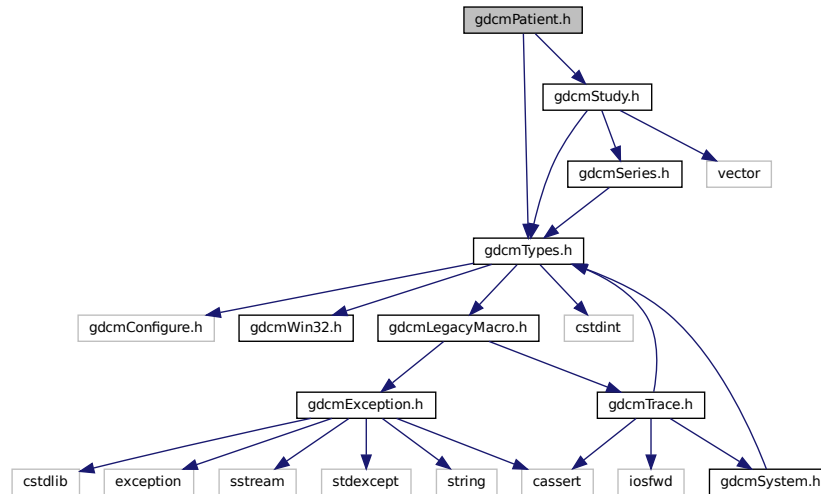 gdcmPatient.h
gdcmStudy.h
gdcmSeries.h
vector
gdcmTypes.h
gdcmConfigure.h
gdcmWin32.h
gdcmLegacyMacro.h
cstdint
gdcmException.h
gdcmTrace.h
cstdlib
exception
sstream
stdexcept
string
cassert
iosfwd
gdcmSystem.h